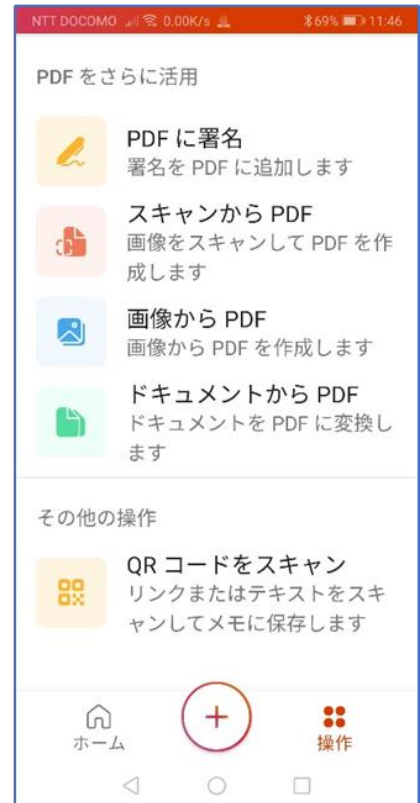 NTT DOCOMO 0.00K/s 69% 11:46
PDF をさらに活用
PDF に署名
署名を PDF に追加します
スキャンから PDF
画像をスキャンして PDF を作
成します
画像から PDF
画像から PDF を作成します
ドキュメントから PDF
ドキュメントを PDF に変換し
ます
その他の操作
QR コードをスキャン
リンクまたはテキストをスキ
ャンしてメモに保存します
ホーム
操作